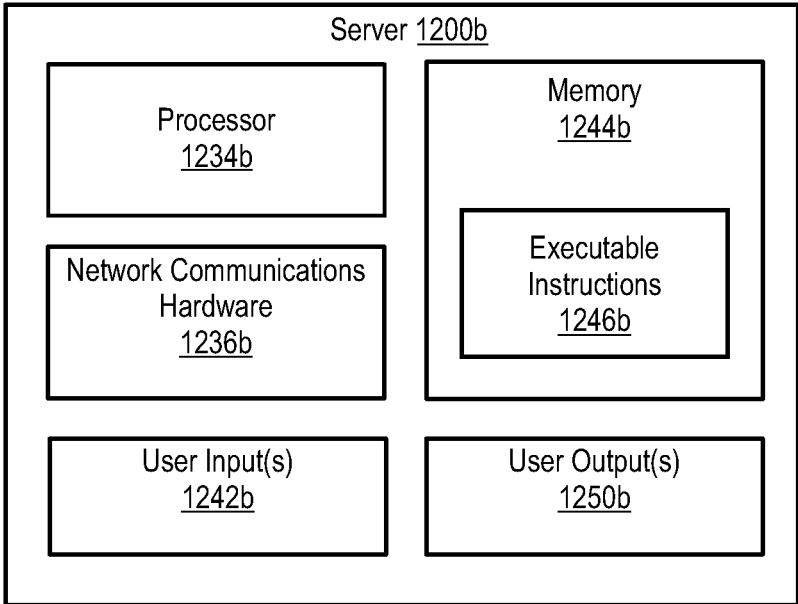 Server 1200b
Processor
1234b
Memory
1244b
Executable
Instructions
1246b
Network Communications
Hardware
1236b
User Input(s)
1242b
User Output(s)
1250b